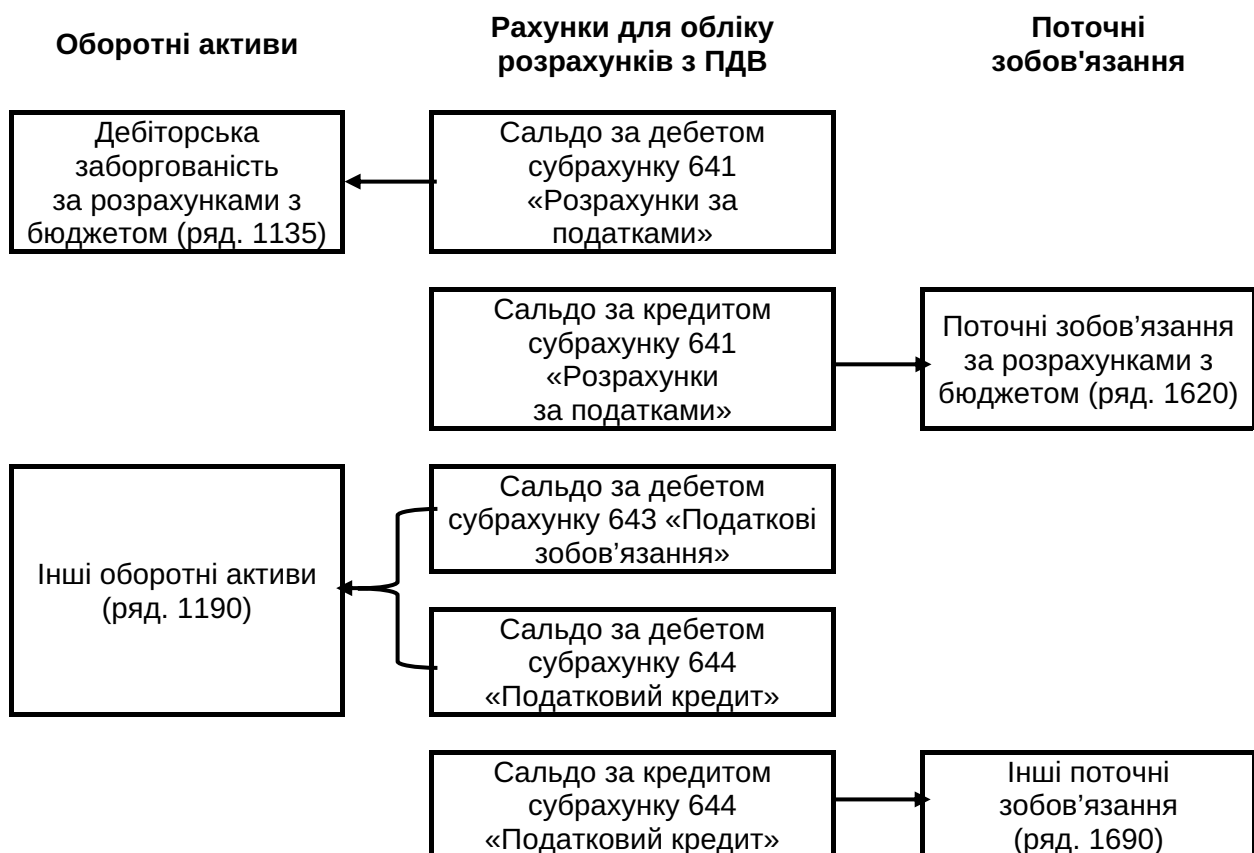 Оборотні активи
Рахунки для обліку
розрахунків з ПДВ
Поточні
зобов'язання
Дебіторська
заборгованість
за розрахунками з
бюджетом (ряд. 1135)
Сальдо за дебетом
субрахунку 641
«Розрахунки за
податками»
Сальдо за кредитом
субрахунку 641
«Розрахунки
за податками»
Поточні зобов’язання
за розрахунками з
бюджетом (ряд. 1620)
Інші оборотні активи
(ряд. 1190)
Сальдо за дебетом
субрахунку 643 «Податкові
зобов’язання»
Сальдо за дебетом
субрахунку 644
«Податковий кредит»
Сальдо за кредитом
субрахунку 644
«Податковий кредит»
Інші поточні
зобов’язання
(ряд. 1690)